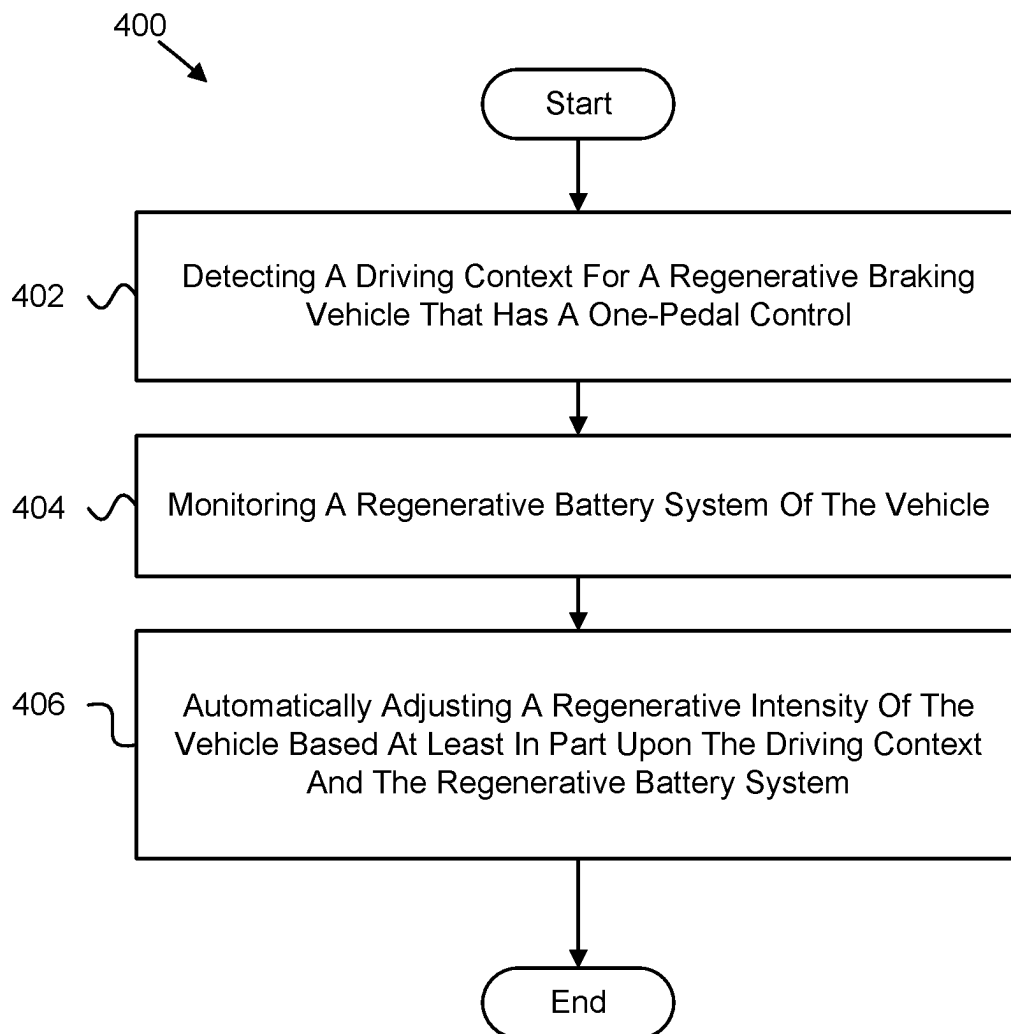 400
Start
402
Detecting A Driving Context For A Regenerative Braking
Vehicle That Has A One-Pedal Control
404
Monitoring A Regenerative Battery System Of The Vehicle
406
Automatically Adjusting A Regenerative Intensity Of The
Vehicle Based At Least In Part Upon The Driving Context
And The Regenerative Battery System
End